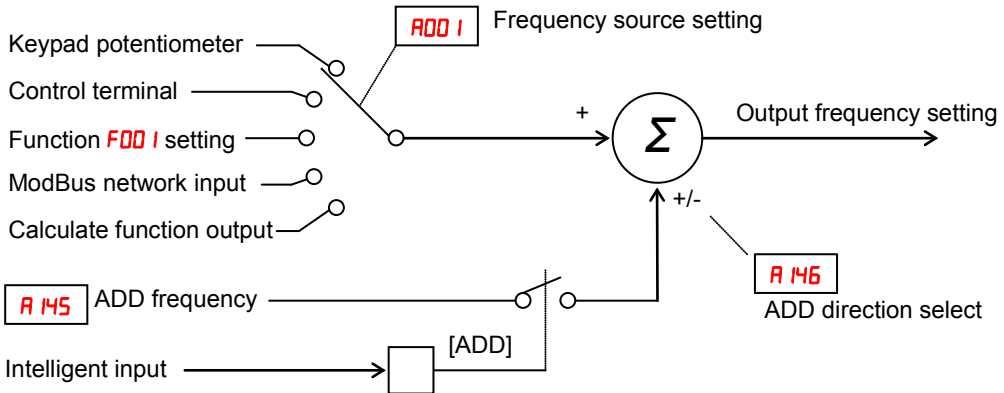 A001 Frequency source setting
Keypad potentiometer
Control terminal
Function F001 setting
ModBus network input
Calculate function output
+
Σ
Output frequency setting
+/-
A146
ADD direction select
A145 ADD frequency
[ADD]
Intelligent input